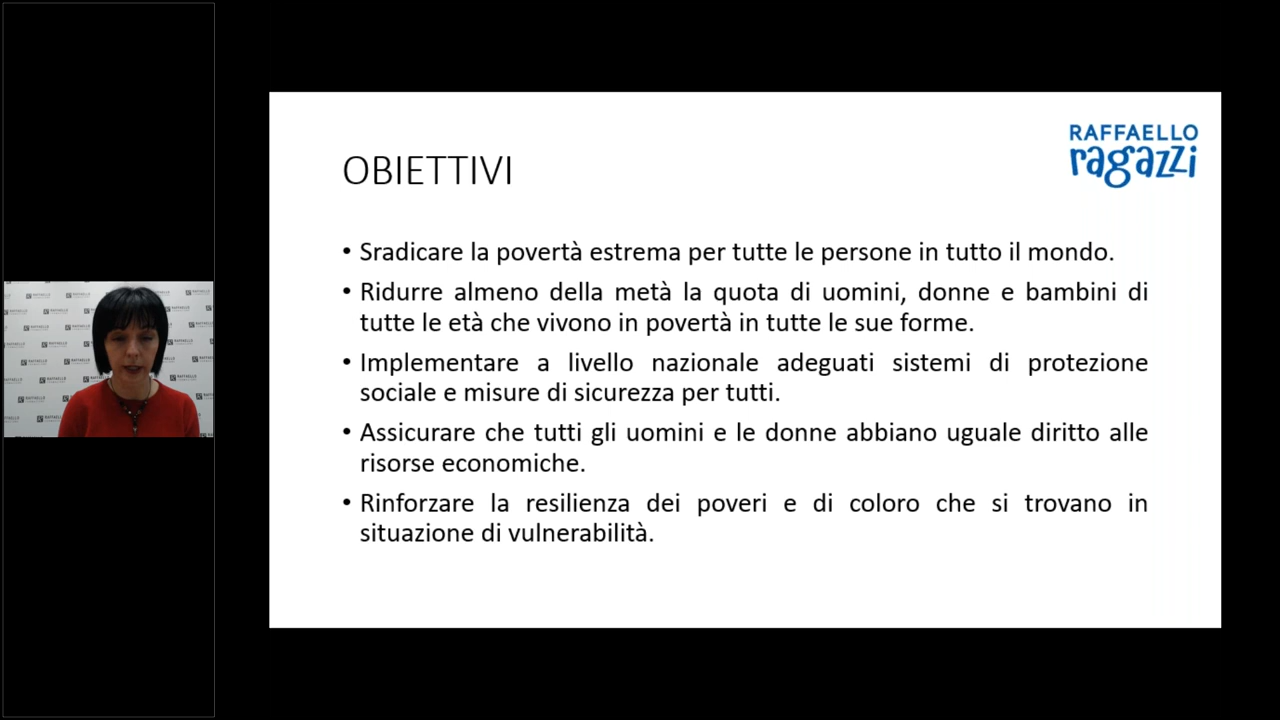 RAFFAELLO
ragazzi
OBIETTIVI
• Sradicare la povertà estrema per tutte le persone in tutto il mondo.
• Ridurre almeno della metà la quota di uomini, donne e bambini di
tutte le età che vivono in povertà in tutte le sue forme.
• Implementare a livello nazionale adeguati sistemi di protezione
sociale e misure di sicurezza per tutti.
• Assicurare che tutti gli uomini e le donne abbiano uguale diritto alle
risorse economiche.
• Rinforzare la resilienza dei poveri e di coloro che si trovano in
situazione di vulnerabilità.